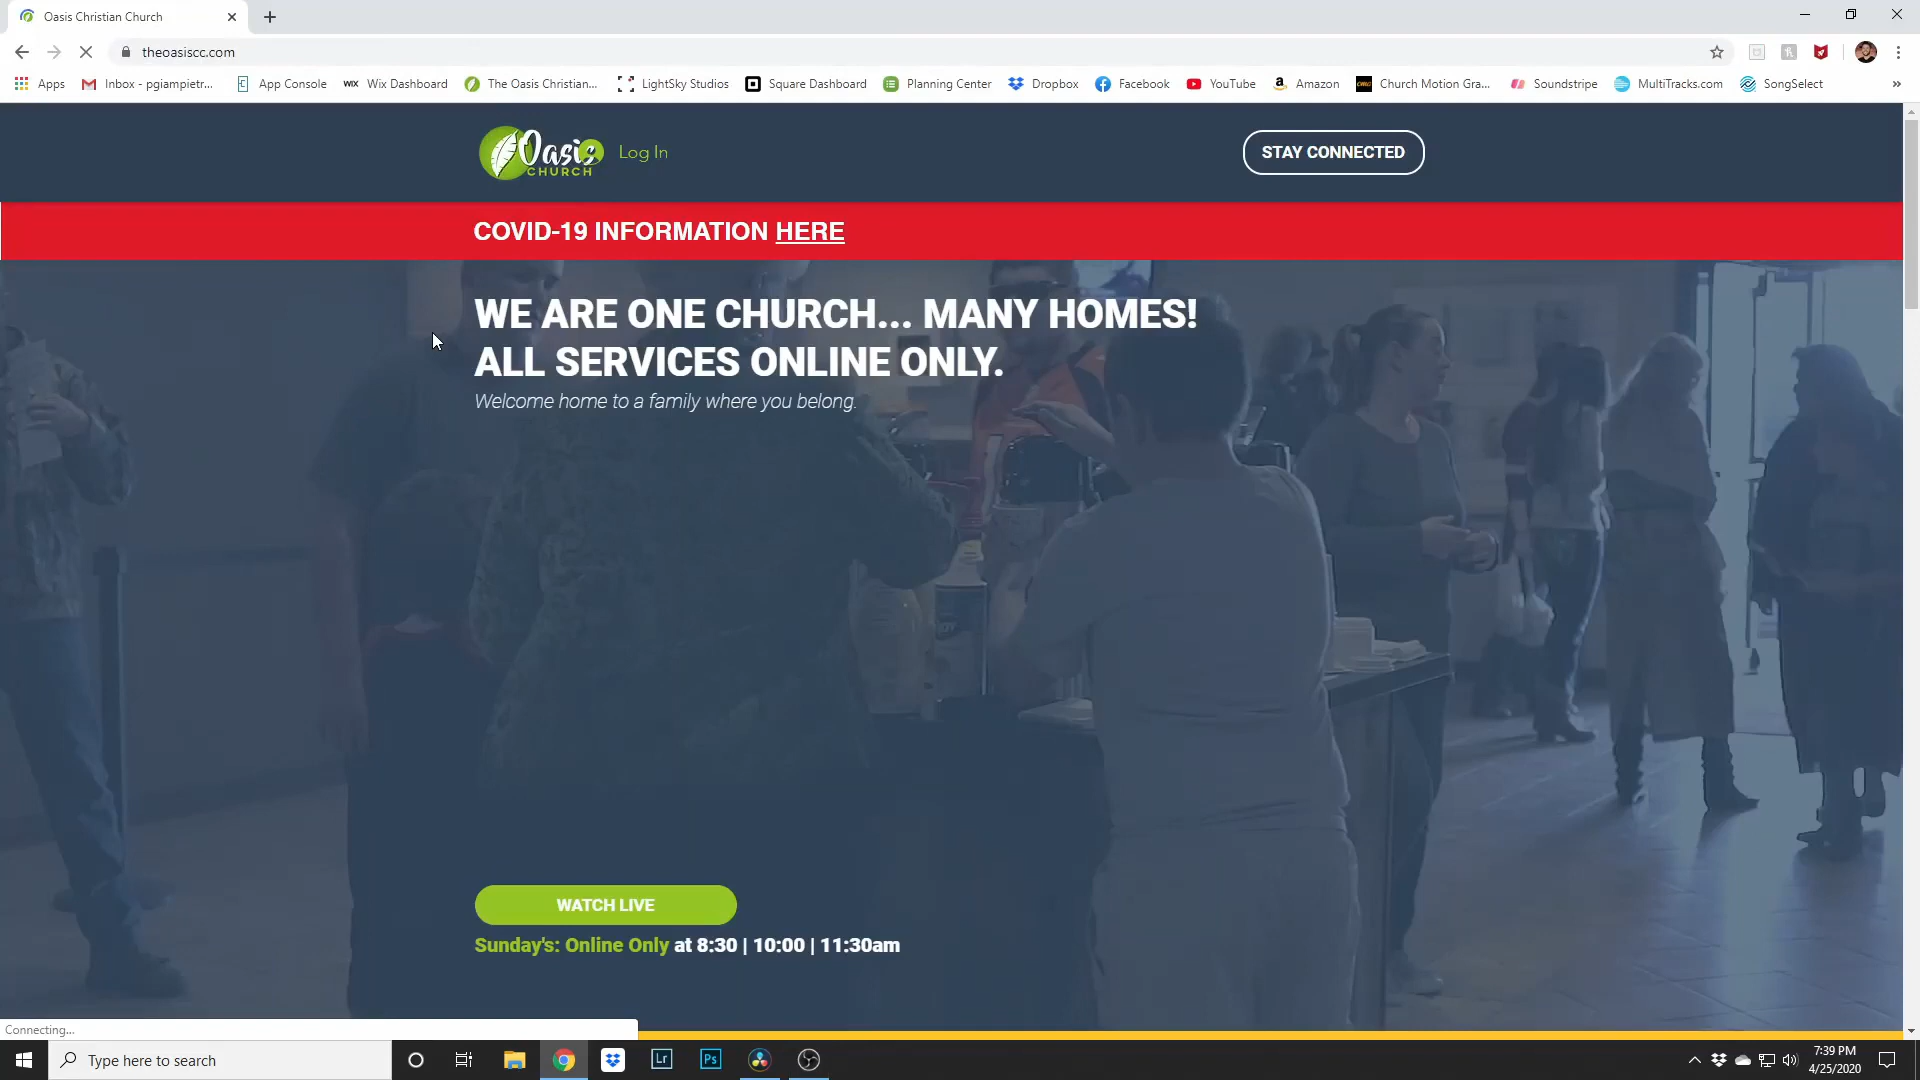 Oasis Christian Church
theoasiscc.com
Apps
Inbox - pgiampietr...
App Console
WIX Wix Dashboard
The Oasis Christian...
LightSky Studios
Square Dashboard
Planning Center
Dropbox
Facebook
YouTube
Amazon
Church Motion Gra...
Soundstripe
MultiTracks.com
SongSelect
Oasis
CHURCH
Log In
STAY CONNECTED
COVID-19 INFORMATION HERE
WE ARE ONE CHURCH... MANY HOMES!
ALL SERVICES ONLINE ONLY.
Welcome home to a family where you belong.
WATCH LIVE
Sunday's: Online Only at 8:30 | 10:00 | 11:30am
Connecting...
Type here to search
Lr
Ps
7:39 PM
4/25/2020